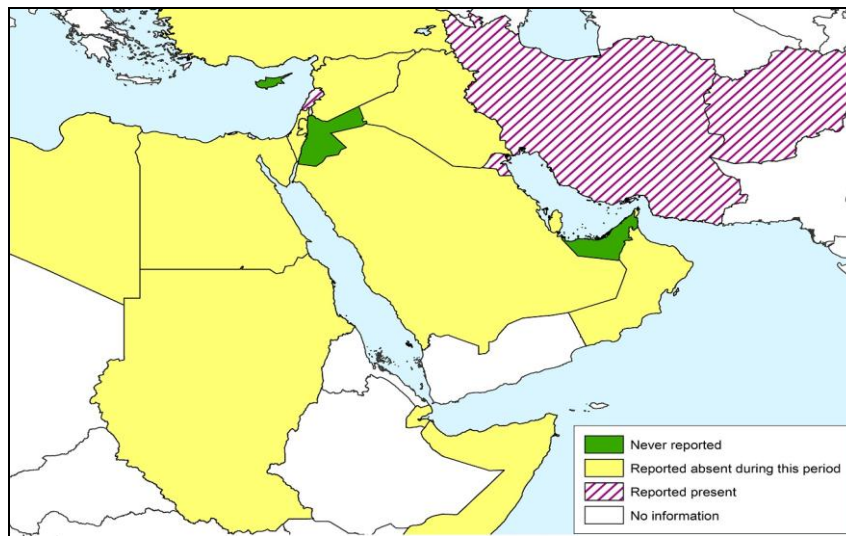 Never reported
Reported absent during this period
Reported present
No information